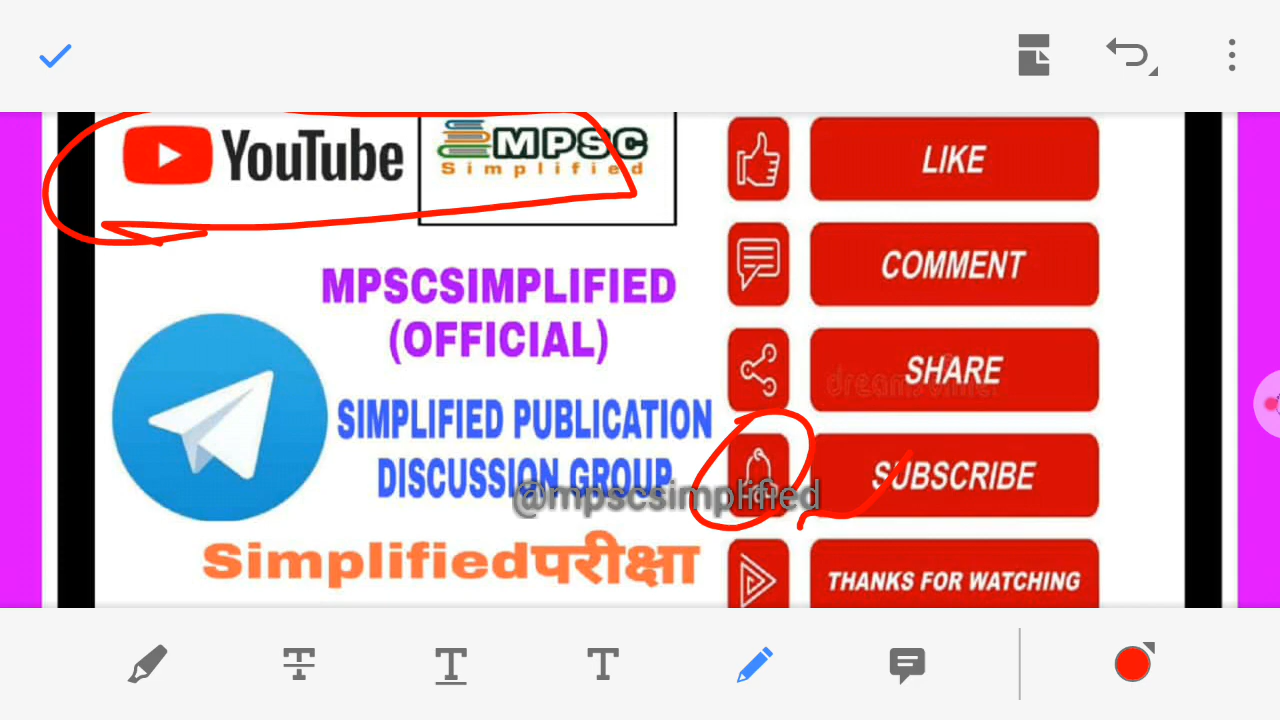 YouTube
MPSC
Simplified
MPSCSIMPLIFIED
(OFFICIAL)
SIMPLIFIED PUBLICATION
DISCUSSION GROUP
@mpscsimplified
Simplifiedपरीक्षा
LIKE
COMMENT
SHARE
SUBSCRIBE
THANKS FOR WATCHING
T
T
T